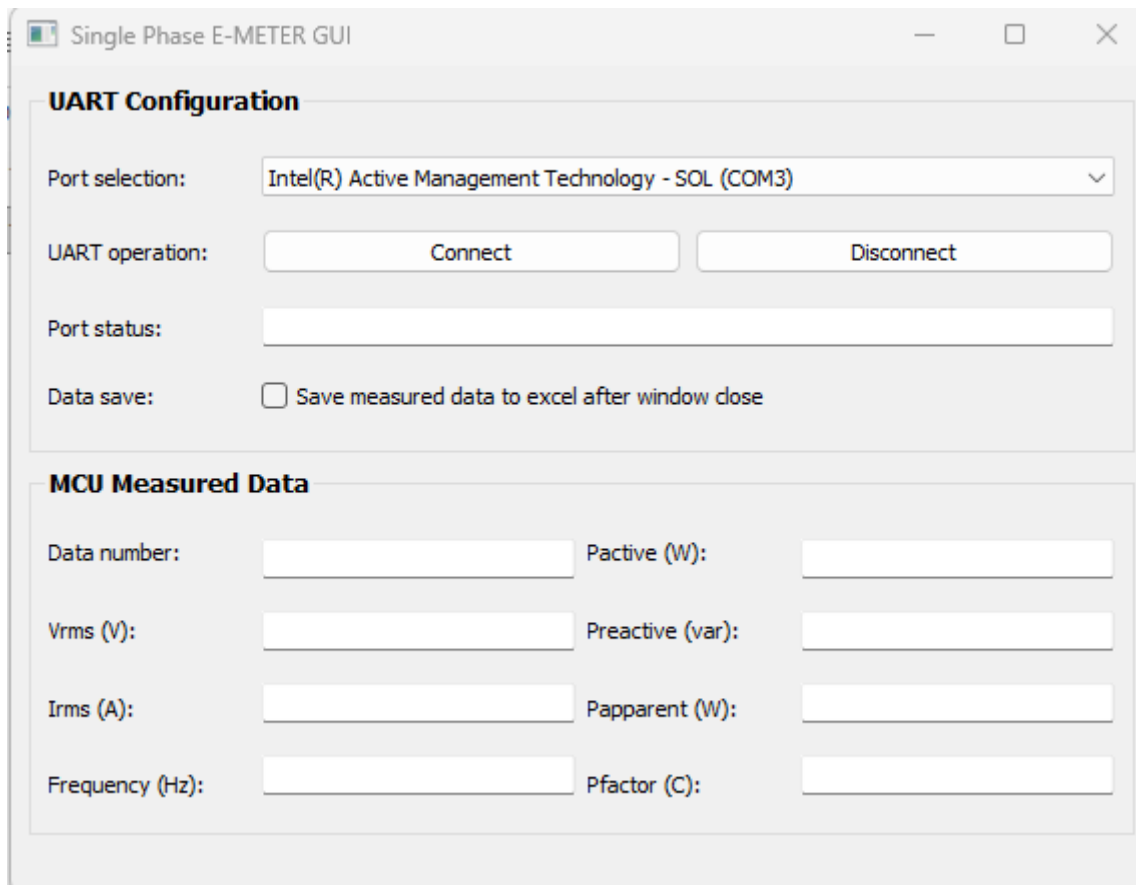 Single Phase E-METER GUI
UART Configuration
Port selection: Intel(R) Active Management Technology - SOL (COM3)
UART operation: Connect Disconnect
Port status:
Data save: Save measured data to excel after window close
MCU Measured Data
Data number: Pactive (W):
Vrms (V): Preactive (var):
Irms (A): Papparent (W):
Frequency (Hz): Pfactor (C):